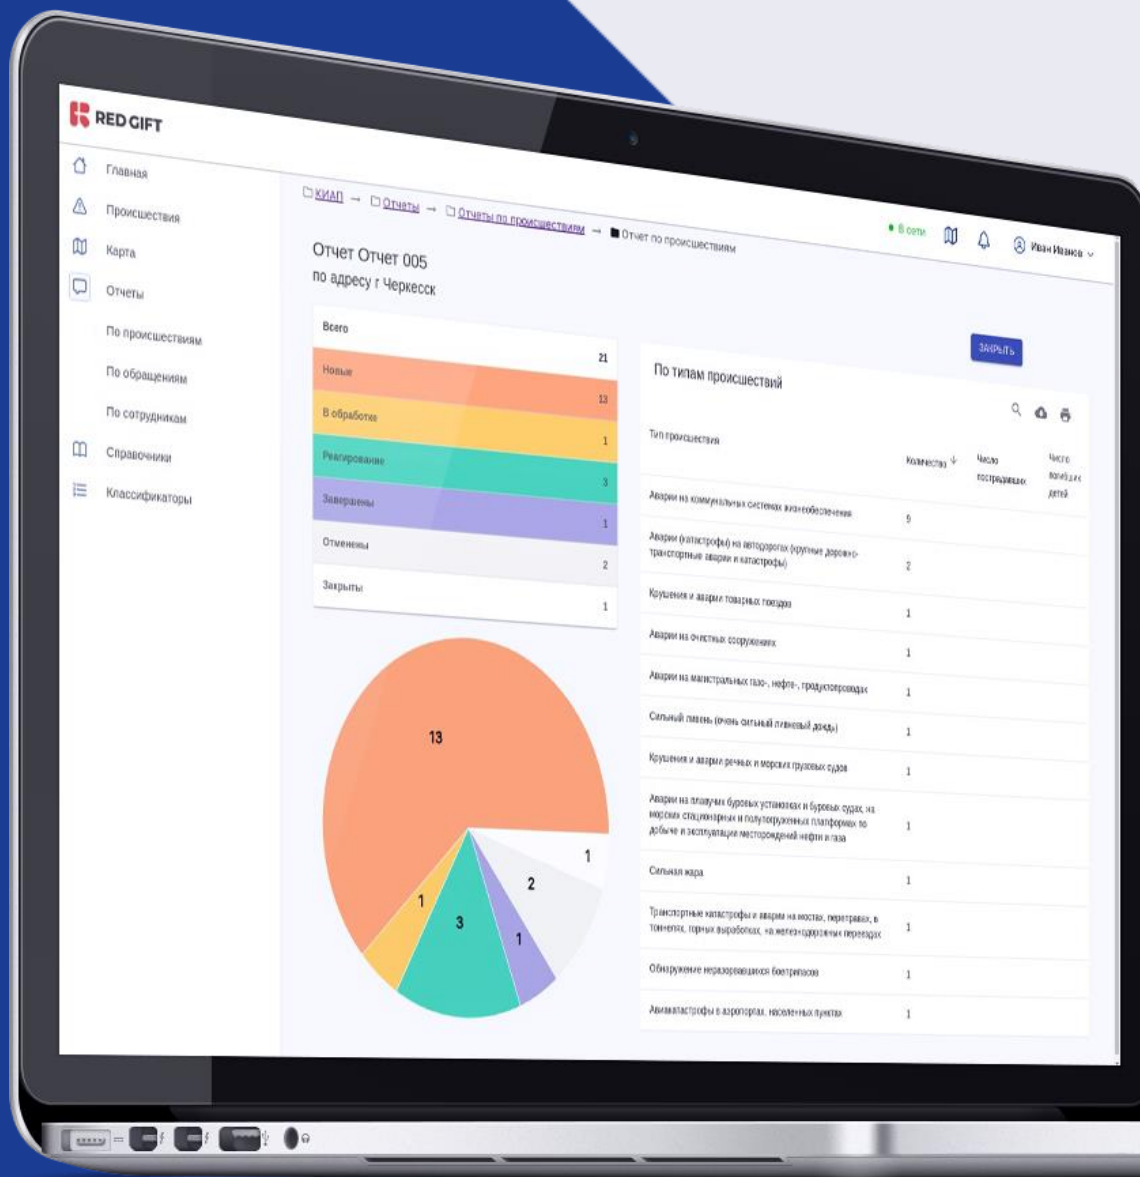 RED GIFT
Главная
Происшествия
Карта
Отчеты
По происшествиям
По обращениям
По сотрудникам
Справочники
Классификаторы
КИАП → Отчеты → Отчеты по происшествиям → Отчет по происшествиям
В сети
Иван Иванов
Отчет Отчет 005
по адресу г Черкесск
ЗАКРЫТЬ
Всего 21
Новые 13
В обработке 1
Реагирование 3
Завершены 1
Отменены 2
Закрыты 1
13
1
2
1
3
1
По типам происшествий
Тип происшествия
Количество
Число
пострадавших
Число
погибших
детей
Аварии на коммунальных системах жизнеобеспечения 9
Аварии (катастрофы) на автодорогах (крупные дорожно-
транспортные аварии и катастрофы) 2
Крушения и аварии товарных поездов 1
Аварии на очистных сооружениях 1
Аварии на магистральных газо-, нефте-, продуктопроводах 1
Сильный ливень (очень сильный ливневый дождь) 1
Крушения и аварии речных и морских грузовых судов 1
Аварии на плавучих буровых установках и буровых судах, на
морских стационарных и полупогруженных платформах по
добыче и эксплуатации месторождений нефти и газа 1
Сильная жара 1
Транспортные катастрофы и аварии на мостах, переправах, в
тоннелях, горных выработках, на железнодорожных переездах 1
Обнаружение неразорвавшихся боеприпасов 1
Авиакатастрофы в аэропортах, населенных пунктах 1